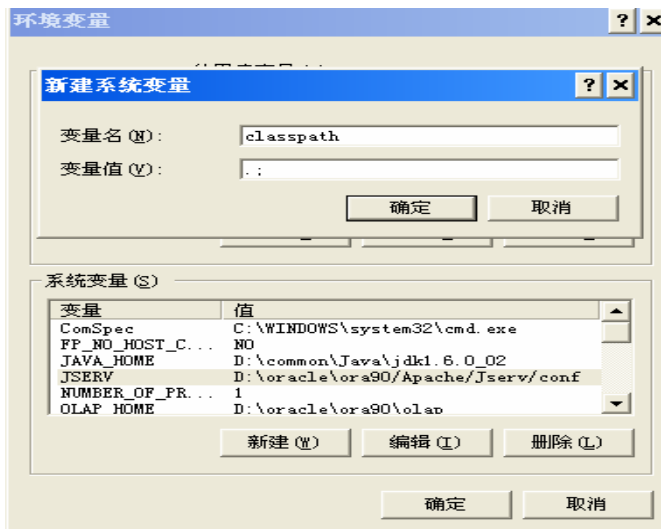 环境变量
新建系统变量
变量名(N):
classpath
变量值(V):
.;
确定 取消
系统变量(S)
变量 值
ComSpec C:\WINDOWS\system32\cmd.exe
FP_NO_HOST_C... NO
JAVA_HOME D:\common\Java\jdk1.6.0_02
JSERV D:\oracle\ora90/Apache/Jserv/conf
NUMBER_OF_PR... 1
OLAP_HOME D:\oracle\ora90\olap
新建(W) 编辑(I) 删除(L)
确定 取消